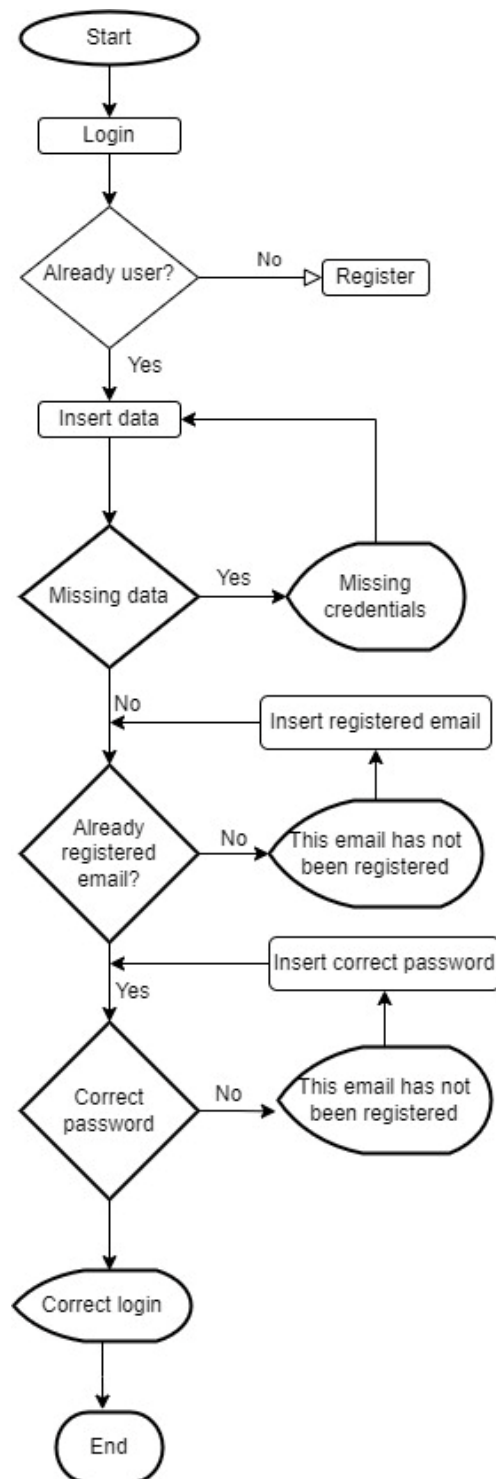 Start
Login
Already user?
No
Register
Yes
Insert data
Missing data
Yes
Missing
credentials
No
Insert registered email
Already
registered
email?
No
This email has not
been registered
Insert correct password
Yes
Correct
password
No
This email has not
been registered
Correct login
End